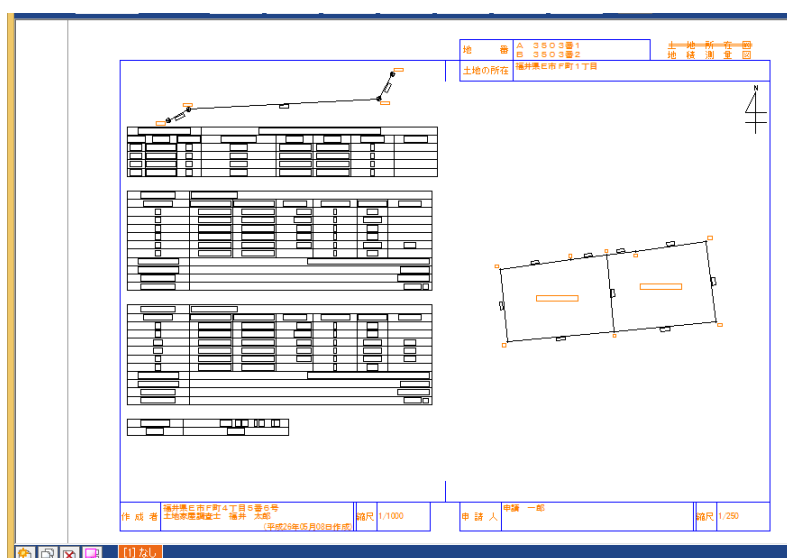 地 番
A 3603番1
B 3603番2
土 地 所 在 図
地 積 測 量 図
土地の所在
福井県E市F町1丁目
N
作 成 者
福井県E市F町4丁目5番6号
土地家屋調査士 福井 太郎
(平成26年05月08日作成)
縮尺
1/1000
申 請 人
申請 一郎
縮尺
1/250
[1] なし